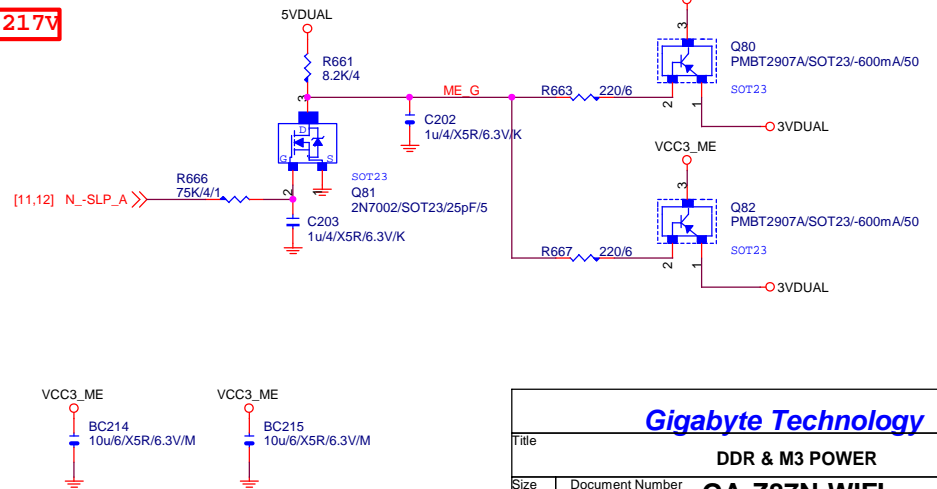 217V
5VDUAL
R661
8.2K/4
3
ME_G
C202
1u/4/X5R/6.3V/K
D
G
S
SOT23
Q81
2N7002/SOT23/25pF/5
2
1
[11,12] N_-SLP_A
R666
75K/4/1
C203
1u/4/X5R/6.3V/K
R663 220/6
3
Q80
PMBT2907A/SOT23/-600mA/50
SOT23
2
1
3VDUAL
VCC3_ME
3
Q82
PMBT2907A/SOT23/-600mA/50
SOT23
R667 220/6
2
1
3VDUAL
VCC3_ME
BC214
10u/6/X5R/6.3V/M
VCC3_ME
BC215
10u/6/X5R/6.3V/M
Gigabyte Technology
Title
DDR & M3 POWER
Size
Document Number